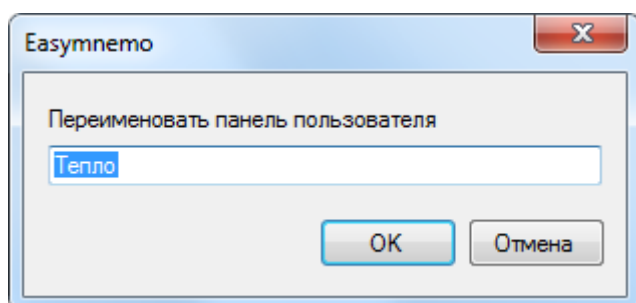 Easymnemo
Переименовать панель пользователя
Тепло
OK
Отмена